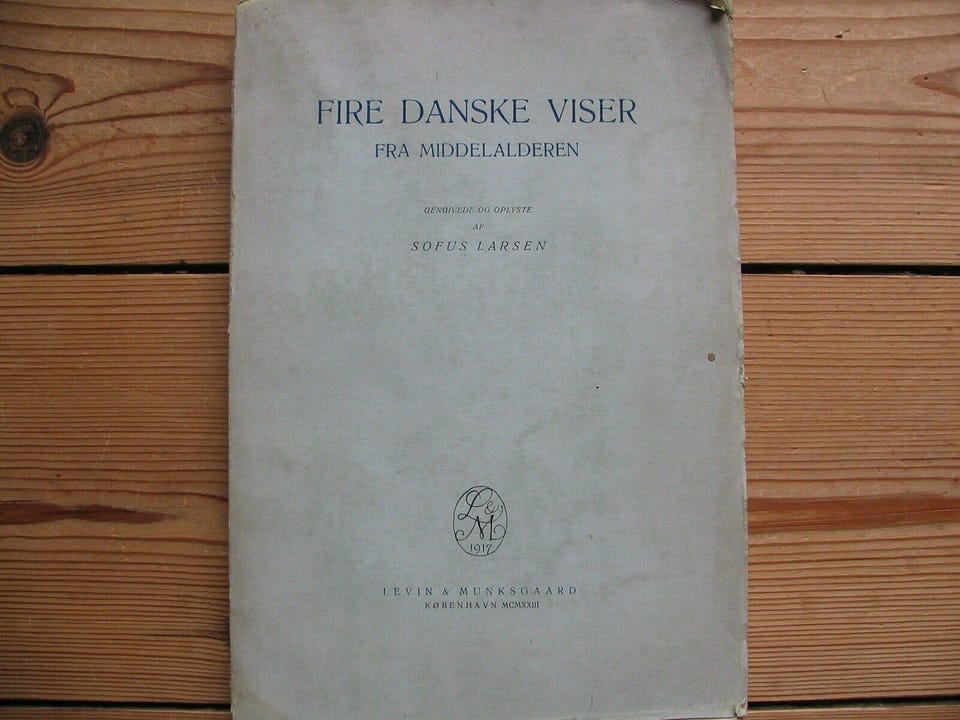 FIRE DANSKE VISER
FRA MIDDELALDEREN
GENGIVEDE OG OPLYSTE
AF
SOFUS LARSEN
L & M
1917
LEVIN & MUNKSGAARD
KØBENHAVN MCMXXIII